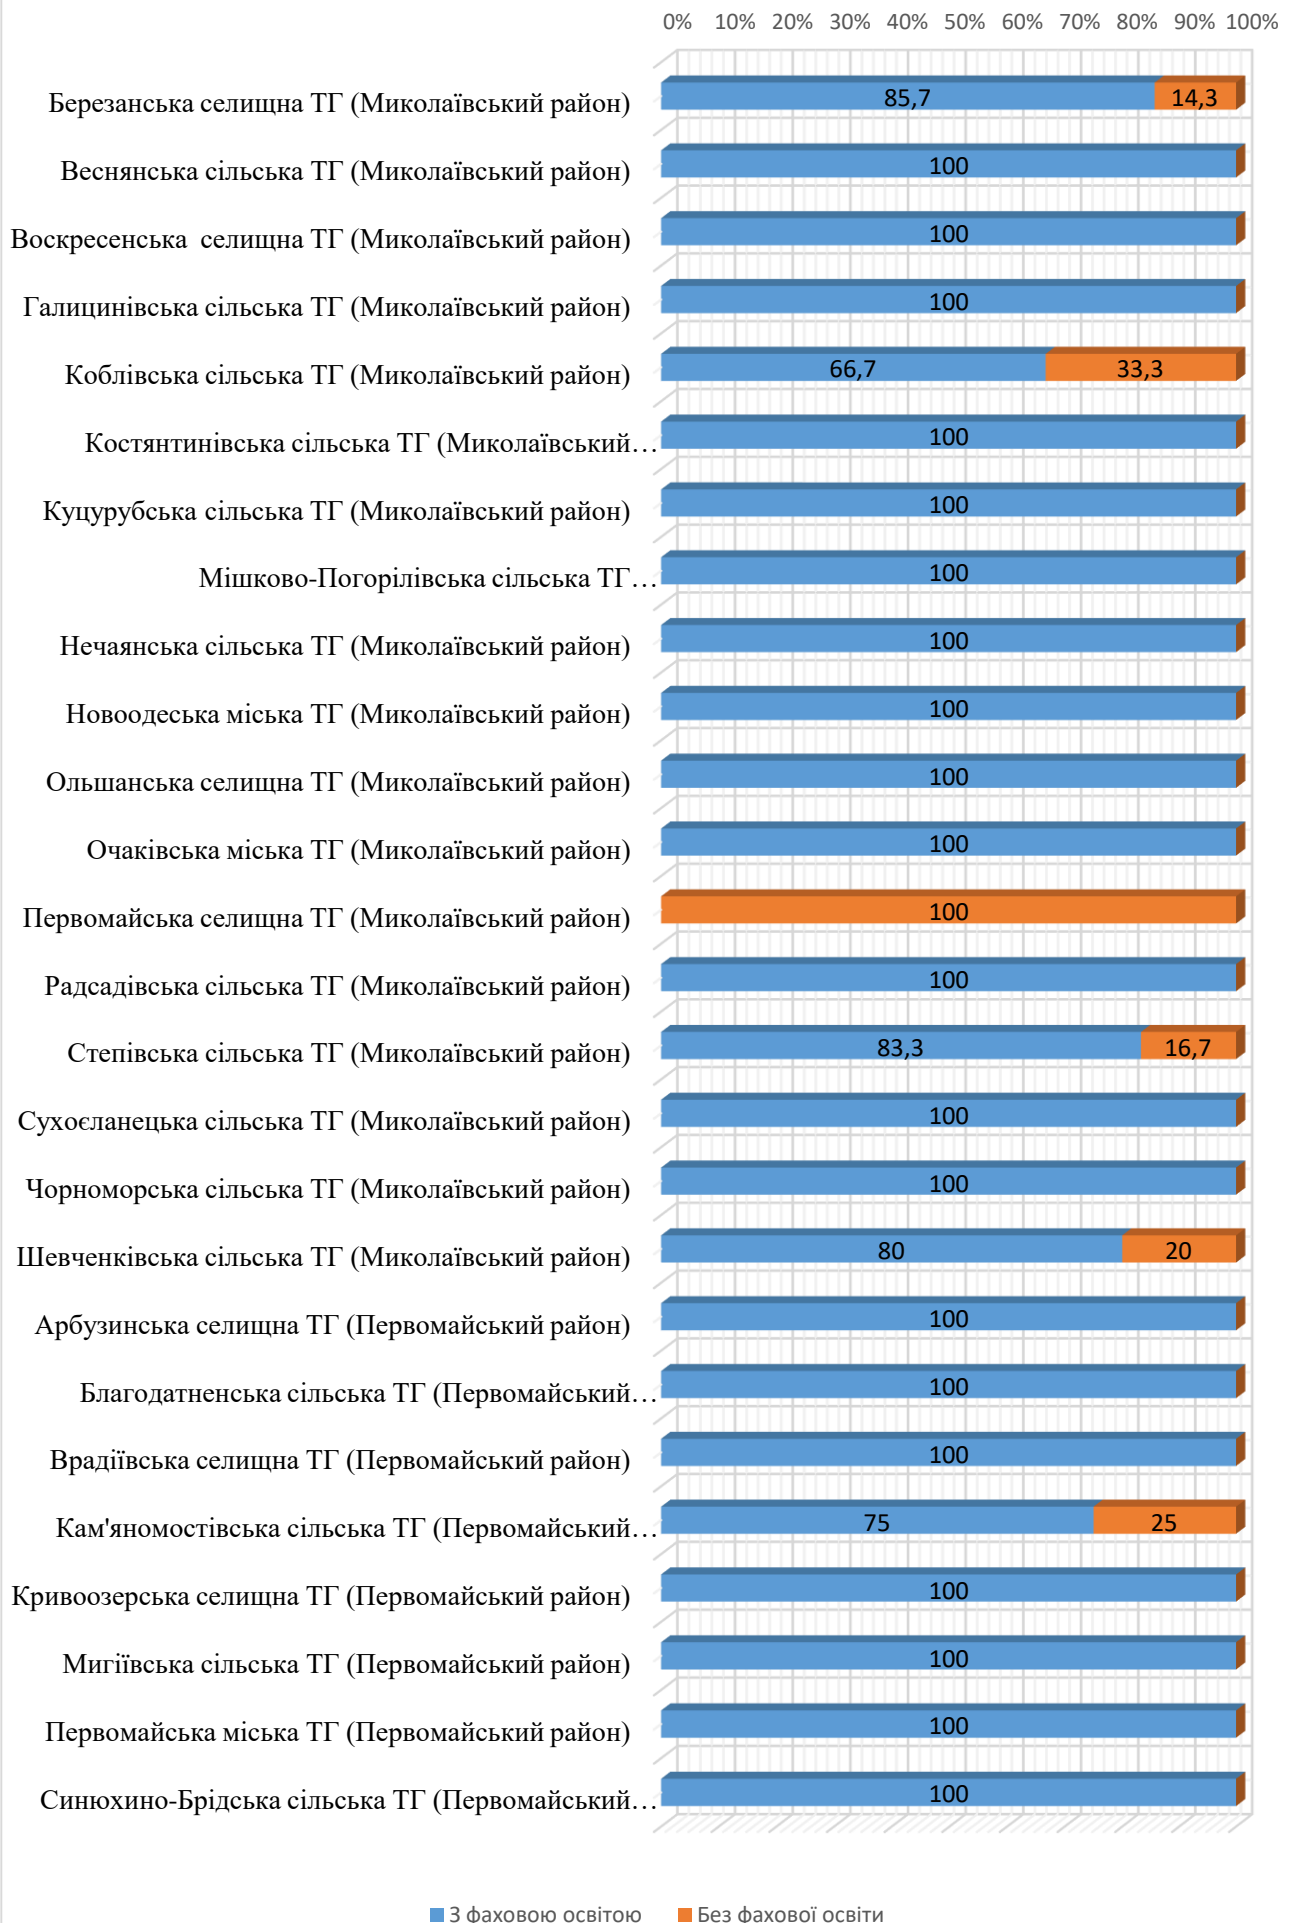 0% 10% 20% 30% 40% 50% 60% 70% 80% 90% 100%
Березанська селищна ТГ (Миколаївський район) 85,7 14,3
Веснянська сільська ТГ (Миколаївський район) 100
Воскресенська селищна ТГ (Миколаївський район) 100
Галицинівська сільська ТГ (Миколаївський район) 100
Коблівська сільська ТГ (Миколаївський район) 66,7 33,3
Костянтинівська сільська ТГ (Миколаївський… 100
Куцурубська сільська ТГ (Миколаївський район) 100
Мішково-Погорілівська сільська ТГ… 100
Нечаянська сільська ТГ (Миколаївський район) 100
Новоодеська міська ТГ (Миколаївський район) 100
Ольшанська селищна ТГ (Миколаївський район) 100
Очаківська міська ТГ (Миколаївський район) 100
Первомайська селищна ТГ (Миколаївський район) 100
Радсадівська сільська ТГ (Миколаївський район) 100
Степівська сільська ТГ (Миколаївський район) 83,3 16,7
Сухоєланецька сільська ТГ (Миколаївський район) 100
Чорноморська сільська ТГ (Миколаївський район) 100
Шевченківська сільська ТГ (Миколаївський район) 80 20
Арбузинська селищна ТГ (Первомайський район) 100
Благодатненська сільська ТГ (Первомайський… 100
Врадіївська селищна ТГ (Первомайський район) 100
Кам'яномостівська сільська ТГ (Первомайський… 75 25
Кривоозерська селищна ТГ (Первомайський район) 100
Мигіївська сільська ТГ (Первомайський район) 100
Первомайська міська ТГ (Первомайський район) 100
Синюхино-Брідська сільська ТГ (Первомайський… 100
З фаховою освітою Без фахової освіти